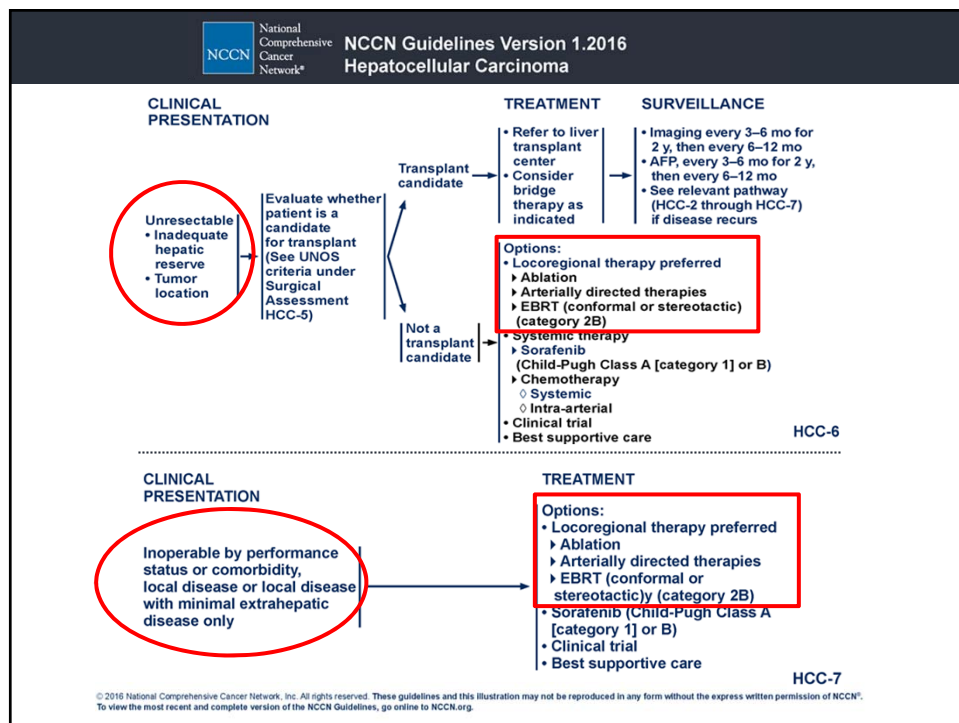 NCCN
National
Comprehensive
Cancer
Network®
NCCN Guidelines Version 1.2016
Hepatocellular Carcinoma
CLINICAL
PRESENTATION
TREATMENT
SURVEILLANCE
Unresectable
• Inadequate
hepatic
reserve
• Tumor
location
Evaluate whether
patient is a
candidate
for transplant
(See UNOS
criteria under
Surgical
Assessment
HCC-5)
Transplant
candidate
• Refer to liver
transplant
center
• Consider
bridge
therapy as
indicated
• Imaging every 3–6 mo for
2 y, then every 6–12 mo
• AFP, every 3–6 mo for 2 y,
then every 6–12 mo
• See relevant pathway
(HCC-2 through HCC-7)
if disease recurs
Not a
transplant
candidate
Options:
• Locoregional therapy preferred
▸ Ablation
▸ Arterially directed therapies
▸ EBRT (conformal or stereotactic)
(category 2B)
• Systemic therapy
▸ Sorafenib
(Child-Pugh Class A [category 1] or B)
▸ Chemotherapy
◊ Systemic
◊ Intra-arterial
• Clinical trial
• Best supportive care
HCC-6
CLINICAL
PRESENTATION
TREATMENT
Inoperable by performance
status or comorbidity,
local disease or local disease
with minimal extrahepatic
disease only
Options:
• Locoregional therapy preferred
▸ Ablation
▸ Arterially directed therapies
▸ EBRT (conformal or
stereotactic)y (category 2B)
• Sorafenib (Child-Pugh Class A
[category 1] or B)
• Clinical trial
• Best supportive care
HCC-7
© 2016 National Comprehensive Cancer Network, Inc. All rights reserved. These guidelines and this illustration may not be reproduced in any form without the express written permission of NCCN®.
To view the most recent and complete version of the NCCN Guidelines, go online to NCCN.org.